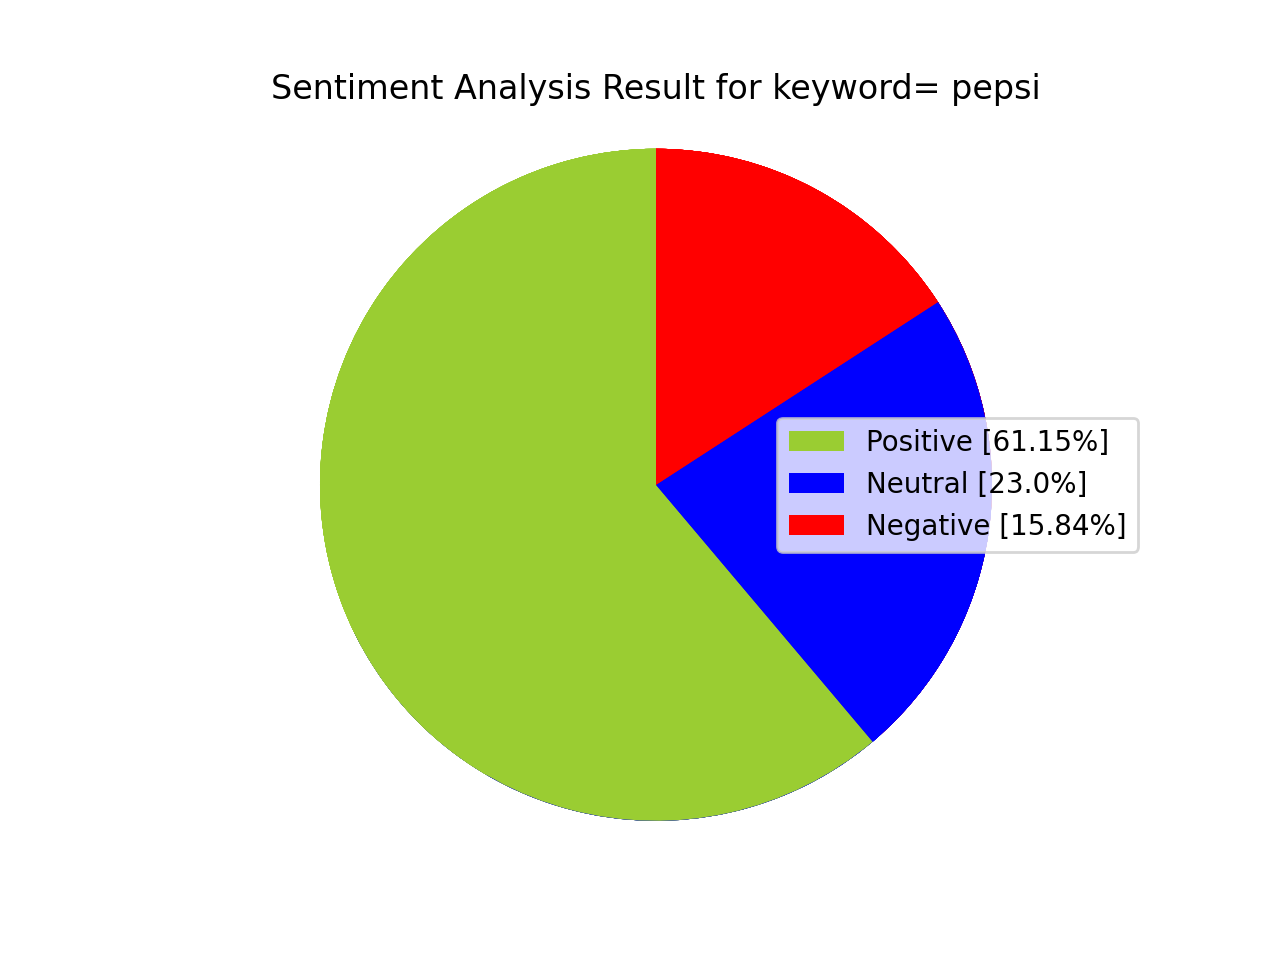 Sentiment Analysis Result for keyword= pepsi
Positive [61.15%]
Neutral [23.0%]
Negative [15.84%]